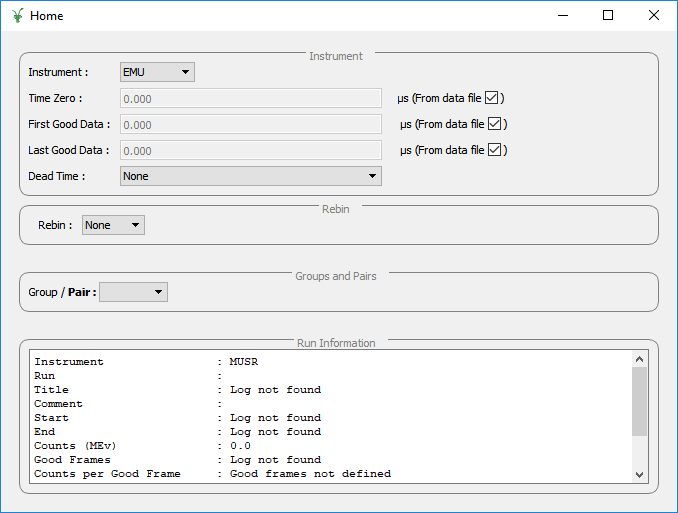 Home
Instrument
Instrument : EMU
Time Zero : 0.000 µs (From data file )
First Good Data : 0.000 µs (From data file )
Last Good Data : 0.000 µs (From data file )
Dead Time : None
Rebin
Rebin : None
Groups and Pairs
Group / Pair :
Run Information
Instrument : MUSR
Run :
Title : Log not found
Comment :
Start : Log not found
End : Log not found
Counts (MEv) : 0.0
Good Frames : Log not found
Counts per Good Frame : Good frames not defined